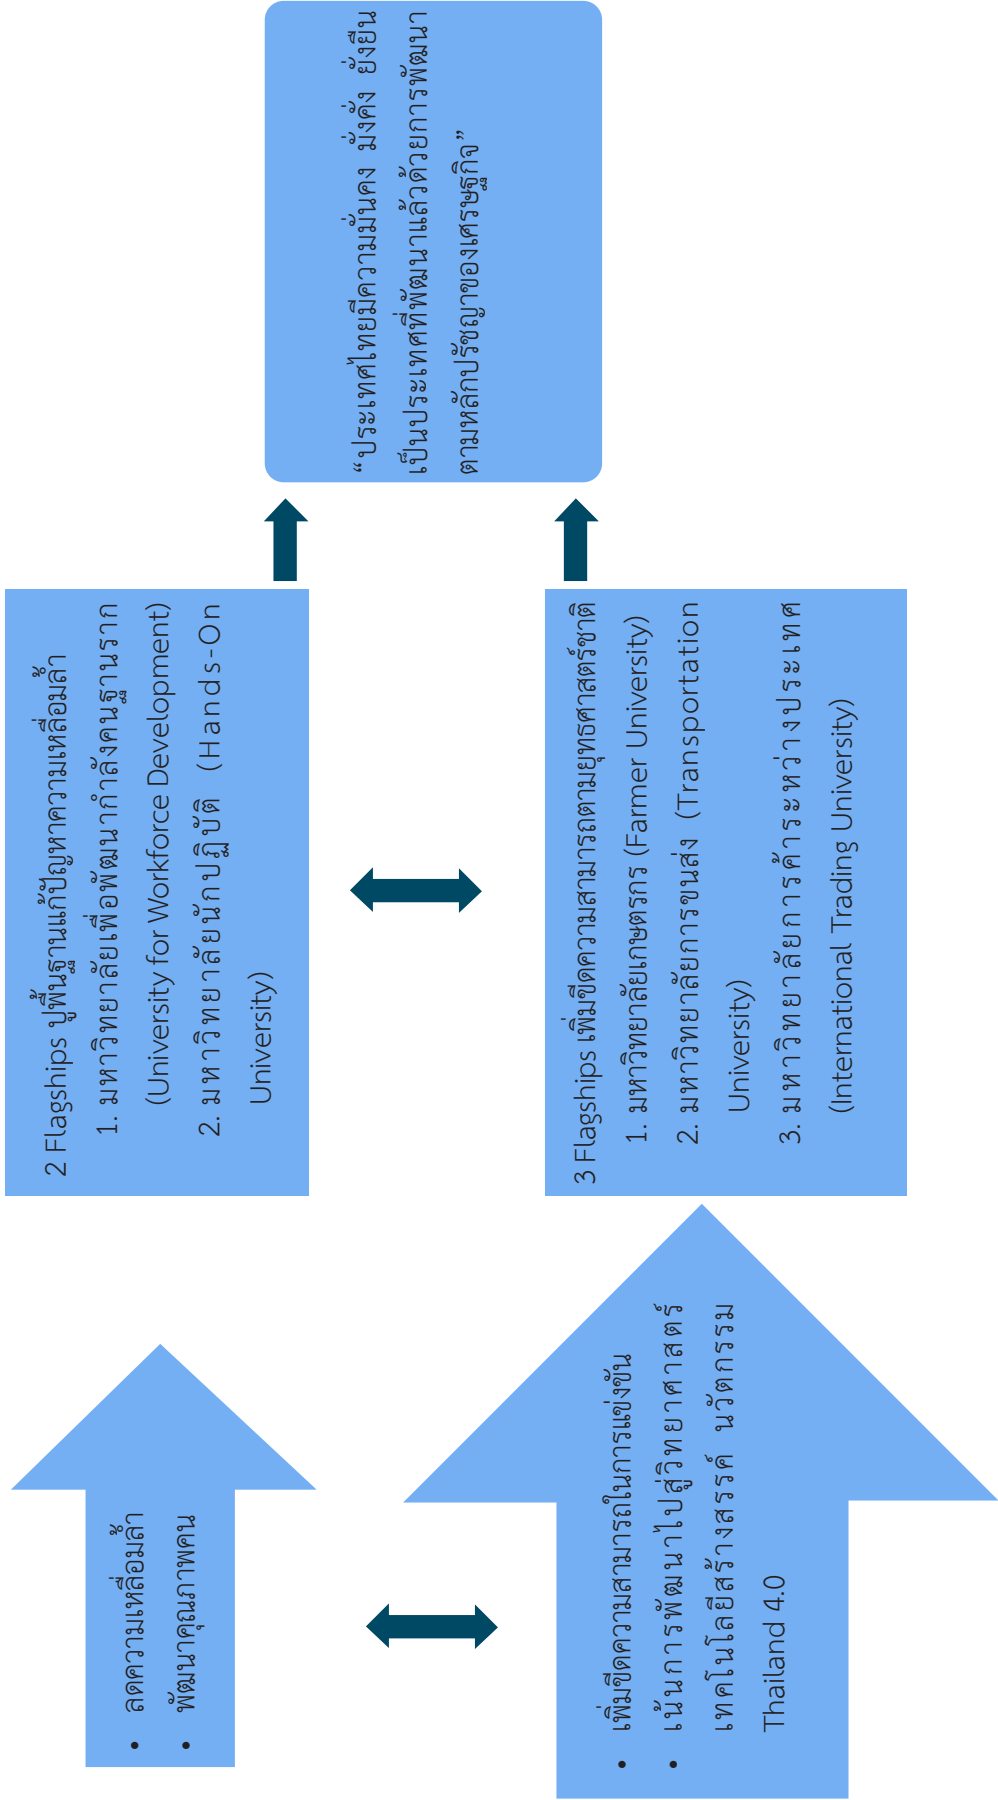 • ลดความเหลื่อมล้ำ
• พัฒนาคุณภาพคน
2 Flagships ปูพื้นฐานแก้ปัญหาความเหลื่อมล้ำ
1. มหาวิทยาลัยเพื่อพัฒนากำลังคนฐานราก
(University for Workforce Development)
2. มหาวิทยาลัยนักปฏิบัติ (Hands-On
University)
• เพิ่มขีดความสามารถในการแข่งขัน
• เน้นการพัฒนาไปสู่วิทยาศาสตร์
เทคโนโลยีสร้างสรรค์ นวัตกรรม
Thailand 4.0
3 Flagships เพิ่มขีดความสามารถตามยุทธศาสตร์ชาติ
1. มหาวิทยาลัยเกษตรกร (Farmer University)
2. มหาวิทยาลัยการขนส่ง (Transportation
University)
3. มหาวิทยาลัยการค้าระหว่างประเทศ
(International Trading University)
“ประเทศไทยมีความมั่นคง มั่งคั่ง ยั่งยืน
เป็นประเทศที่พัฒนาแล้วด้วยการพัฒนา
ตามหลักปรัชญาของเศรษฐกิจ”